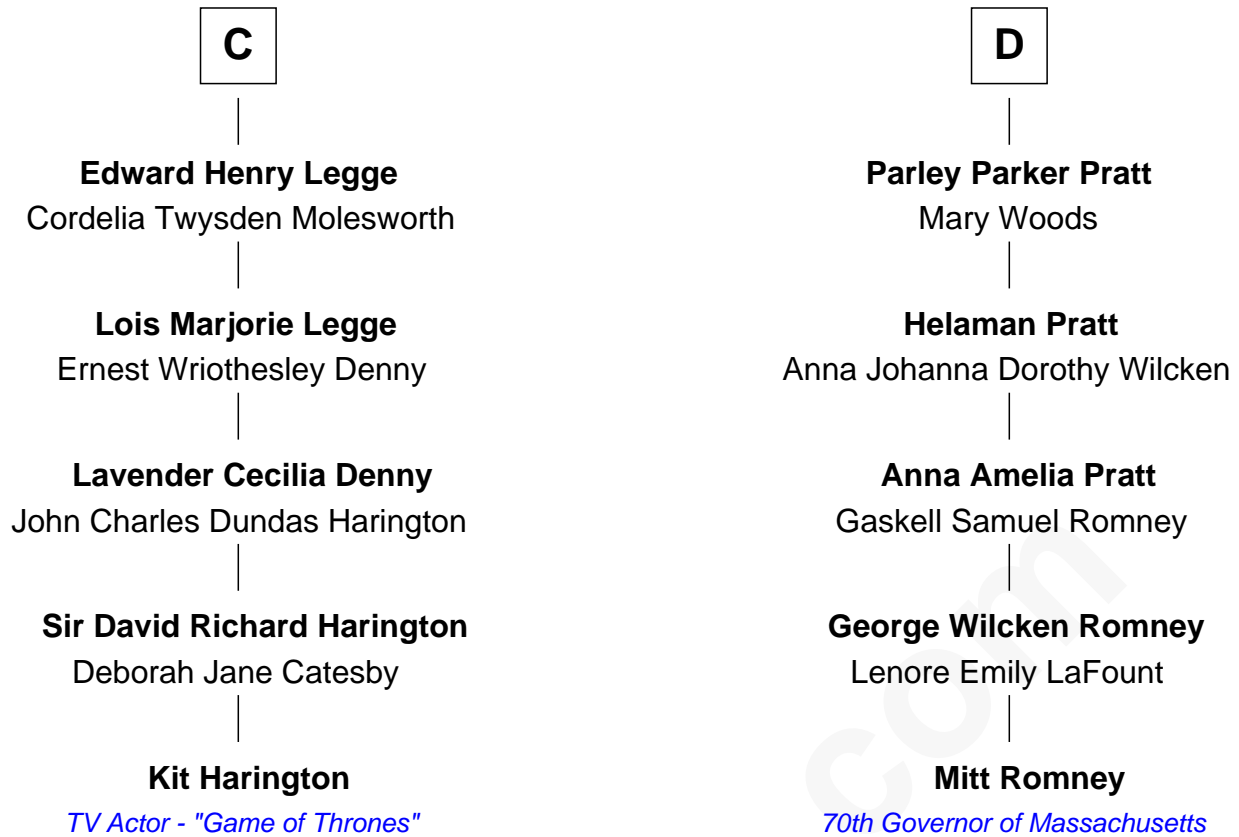 C
Edward Henry Legge
Cordelia Twysden Molesworth
Lois Marjorie Legge
Ernest Wriothesley Denny
Lavender Cecilia Denny
John Charles Dundas Harington
Sir David Richard Harington
Deborah Jane Catesby
Kit Harington
TV Actor - "Game of Thrones"
D
Parley Parker Pratt
Mary Woods
Helaman Pratt
Anna Johanna Dorothy Wilcken
Anna Amelia Pratt
Gaskell Samuel Romney
George Wilcken Romney
Lenore Emily LaFount
Mitt Romney
70th Governor of Massachusetts
com